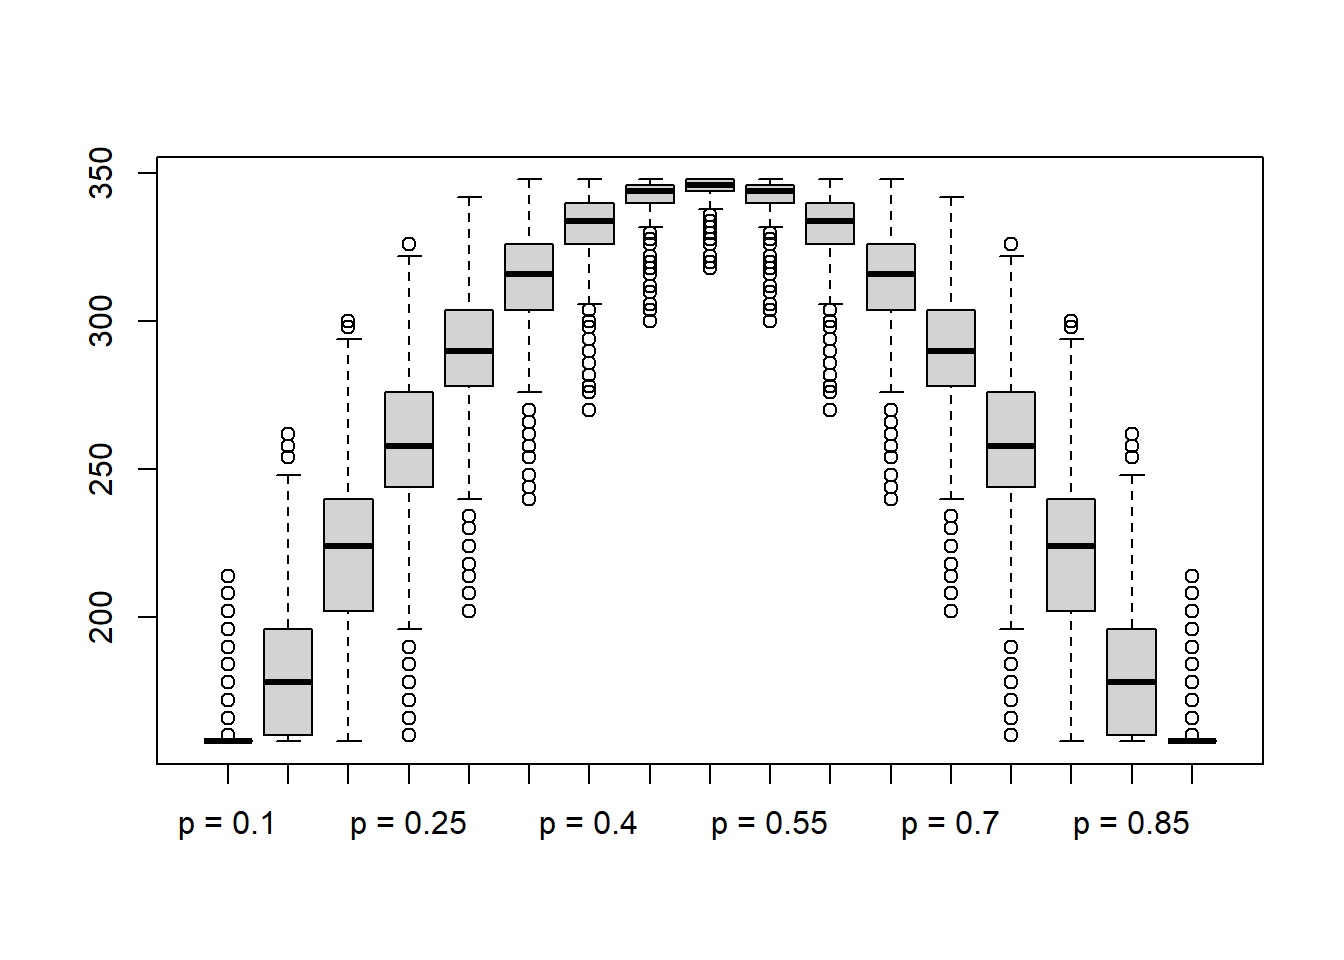 350
300
250
200
p = 0.1 p = 0.25 p = 0.4 p = 0.55 p = 0.7 p = 0.85